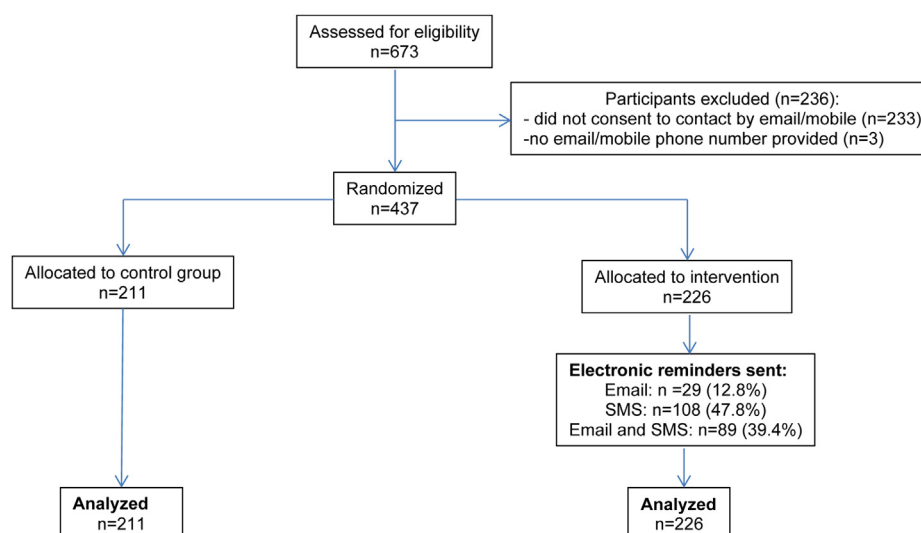 Assessed for eligibility
n=673
Participants excluded (n=236):
- did not consent to contact by email/mobile (n=233)
-no email/mobile phone number provided (n=3)
Randomized
n=437
Allocated to control group
n=211
Allocated to intervention
n=226
Electronic reminders sent:
Email: n =29 (12.8%)
SMS: n=108 (47.8%)
Email and SMS: n=89 (39.4%)
Analyzed
n=211
Analyzed
n=226